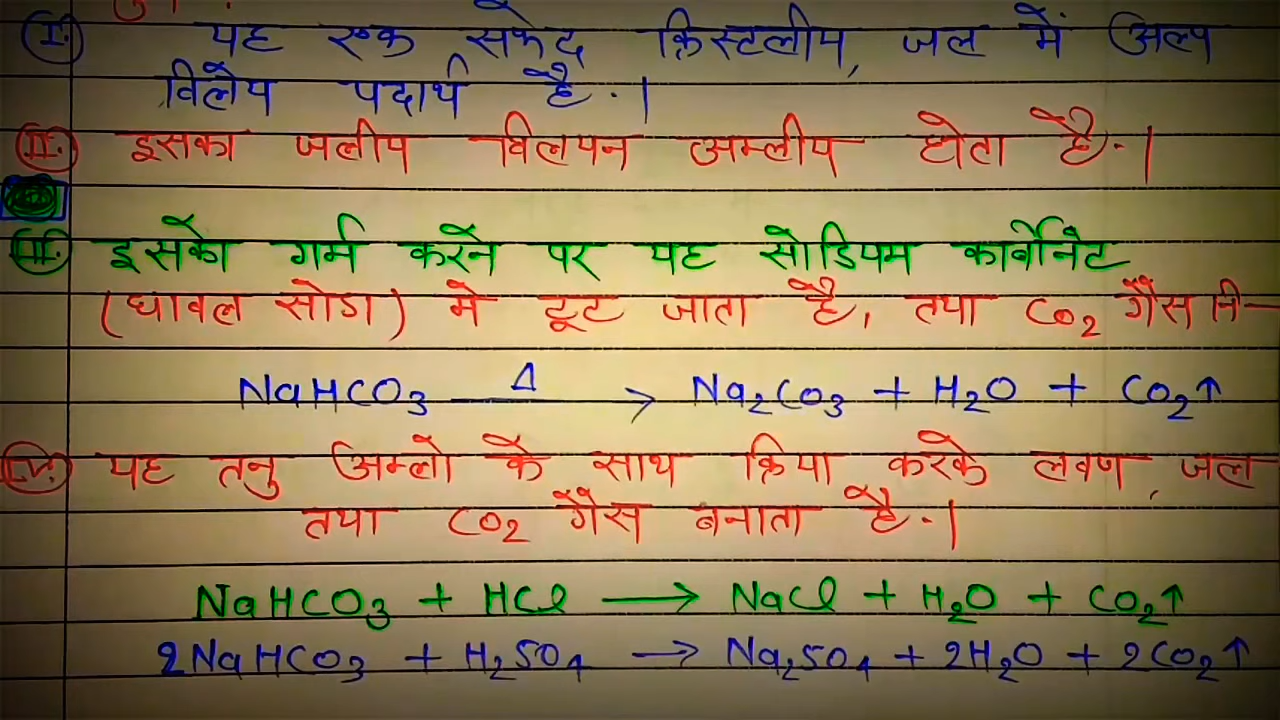 I. यह एक सफेद क्रिस्टलीय, जल में अल्प
विलेय पदार्थ है।
II. इसका जलीय विलयन अम्लीय होता है।
III. इसको गर्म करने पर यह सोडियम कार्बोनेट
(धावल सोडा) मे टूट जाता है, तथा CO₂ गैस नि-
NaHCO₃ —Δ→ Na₂CO₃ + H₂O + CO₂↑
IV. यह तनु अम्लो के साथ क्रिया करके लवण, जल
तथा CO₂ गैस बनाता है।
NaHCO₃ + HCl → NaCl + H₂O + CO₂↑
2NaHCO₃ + H₂SO₄ → Na₂SO₄ + 2H₂O + 2CO₂↑